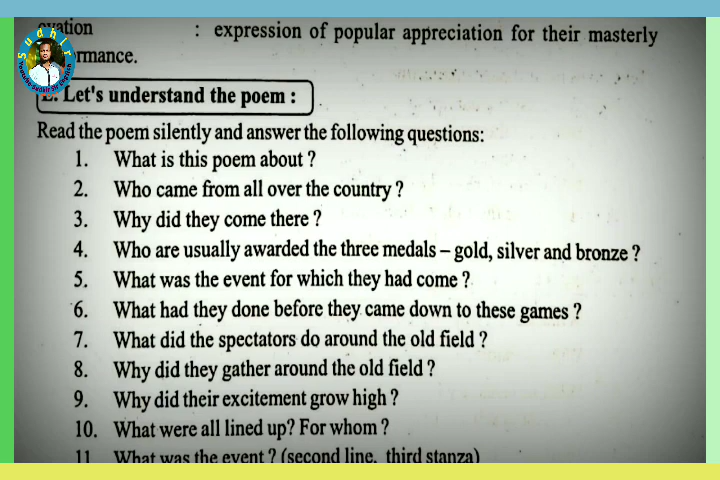 ovation : expression of popular appreciation for their masterly
rmance.
Sudhir
Let's understand the poem :
Read the poem silently and answer the following questions:
1. What is this poem about ?
2. Who came from all over the country ?
3. Why did they come there ?
4. Who are usually awarded the three medals – gold, silver and bronze ?
5. What was the event for which they had come ?
6. What had they done before they came down to these games ?
7. What did the spectators do around the old field ?
8. Why did they gather around the old field ?
9. Why did their excitement grow high ?
10. What were all lined up? For whom ?
11 What was the event ? (second line, third stanza)